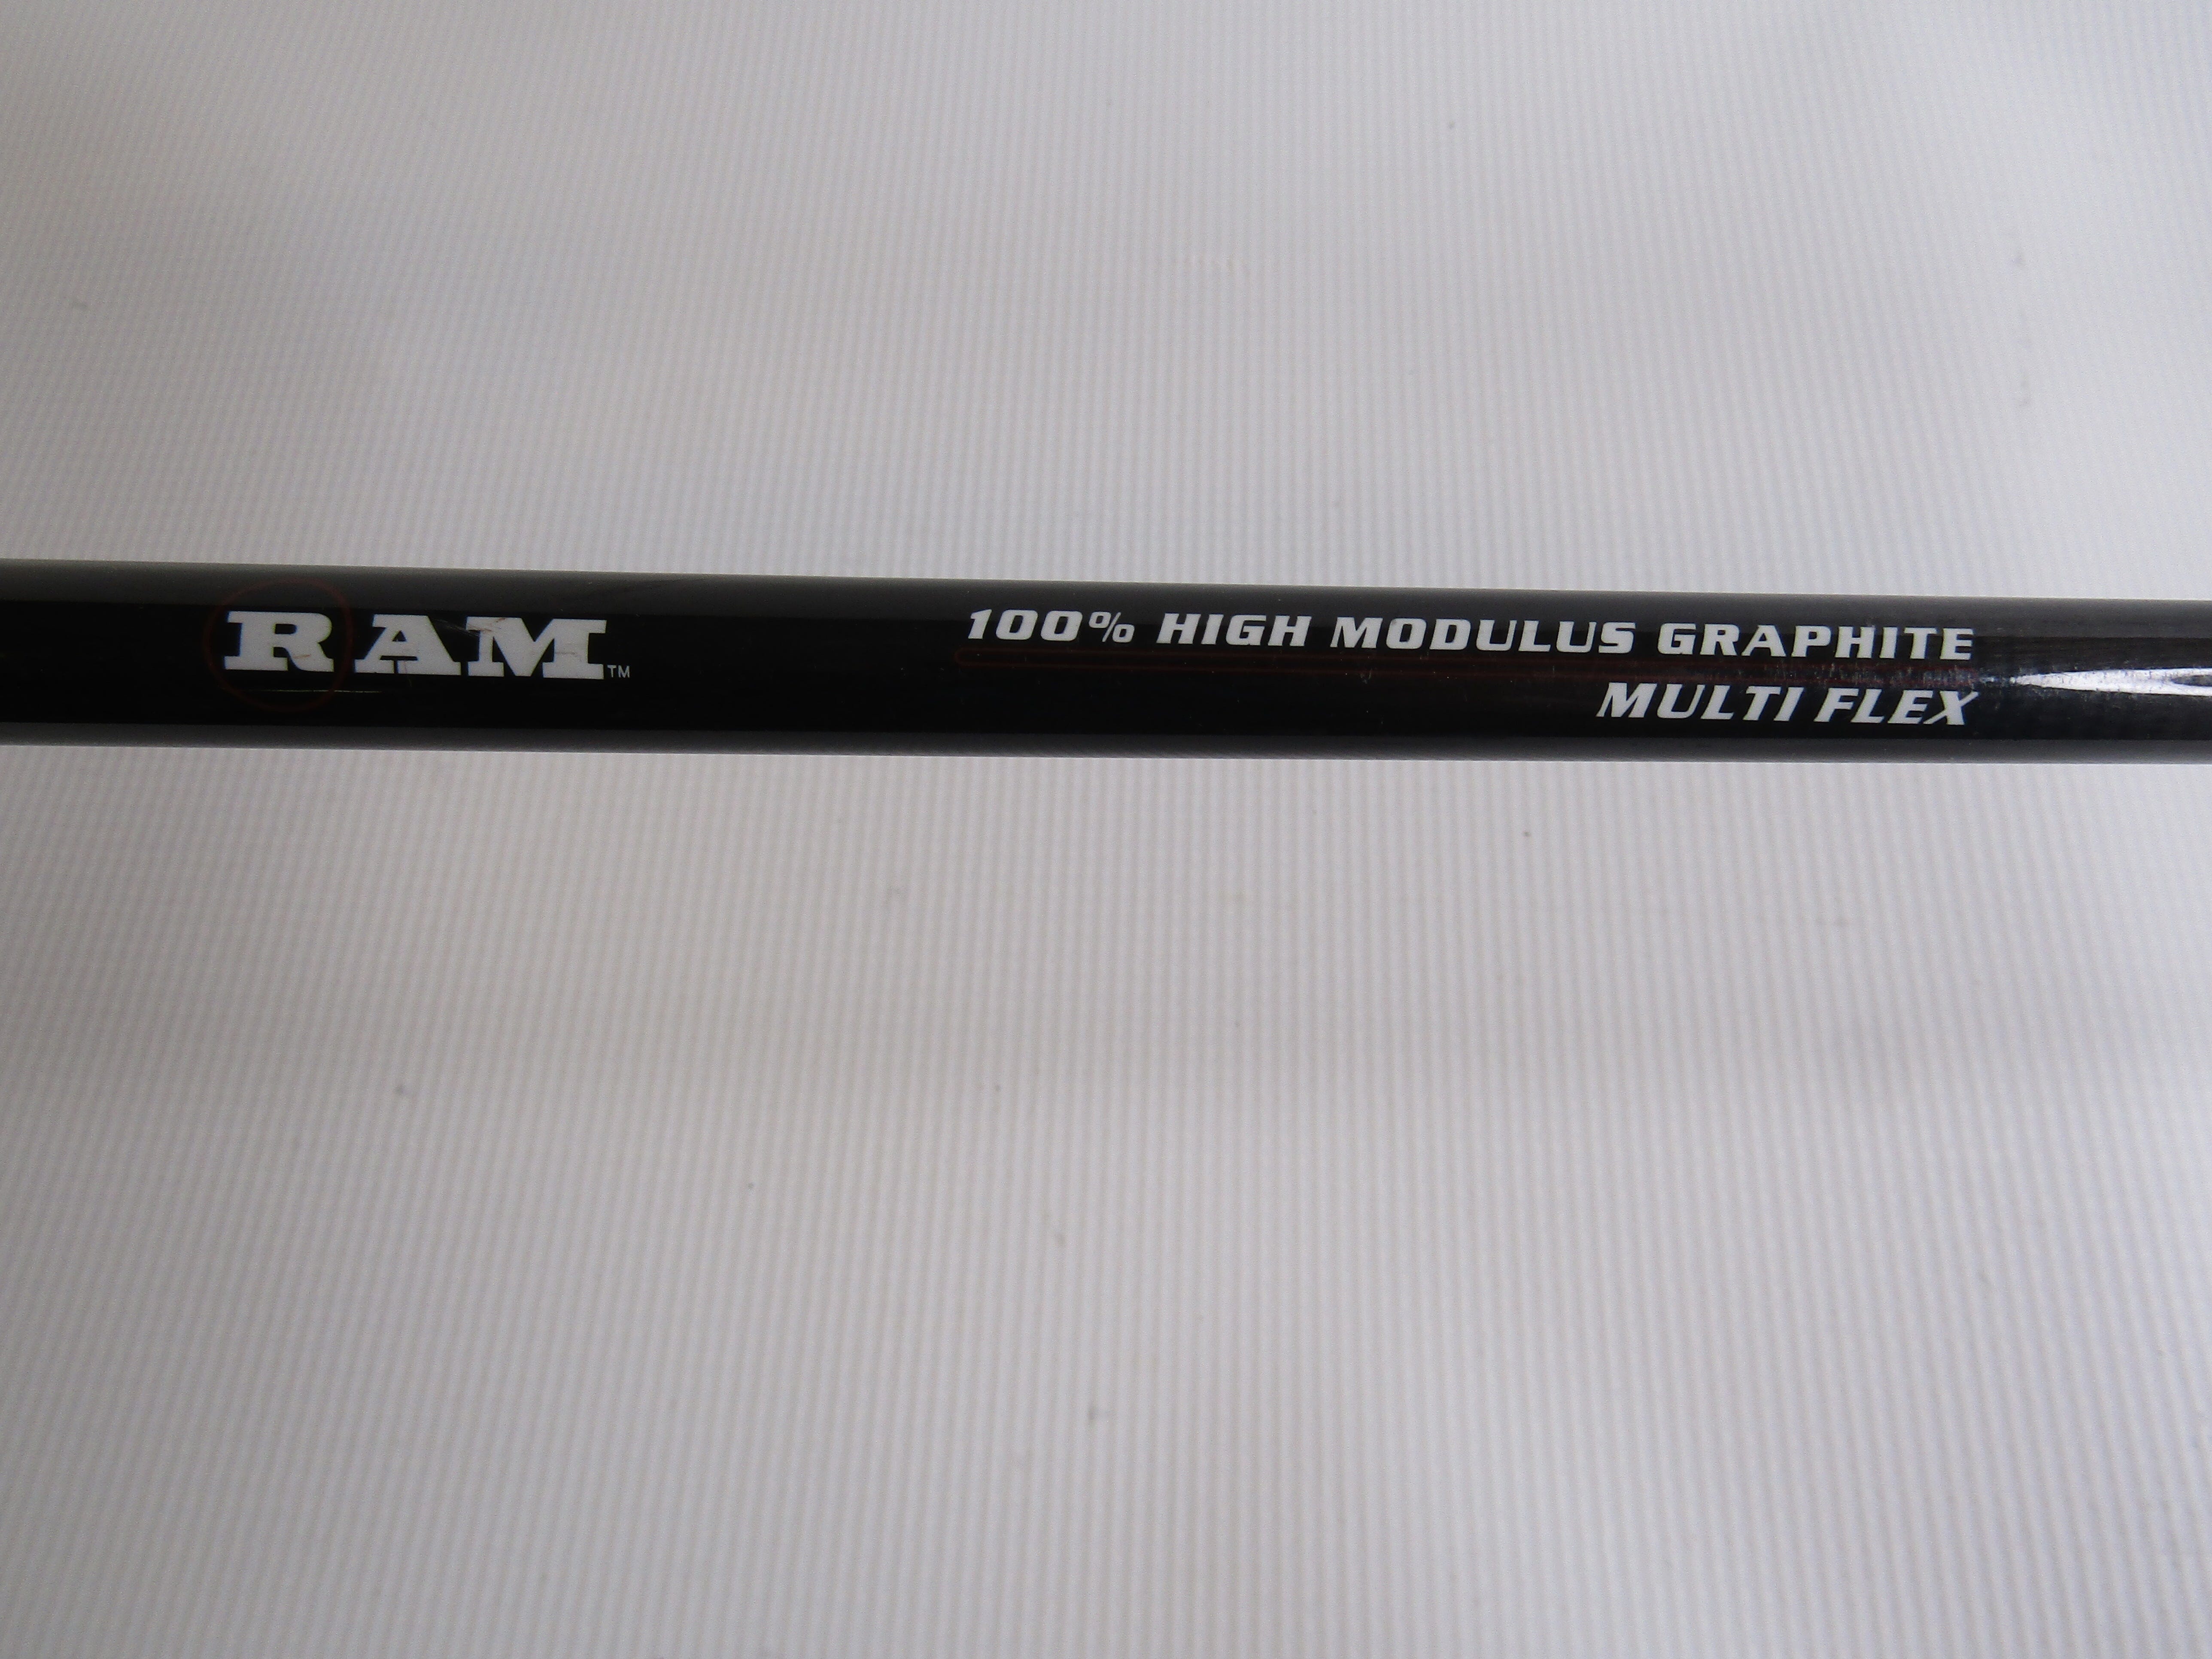 RAM™
100% HIGH MODULUS GRAPHITE
MULTI FLEX